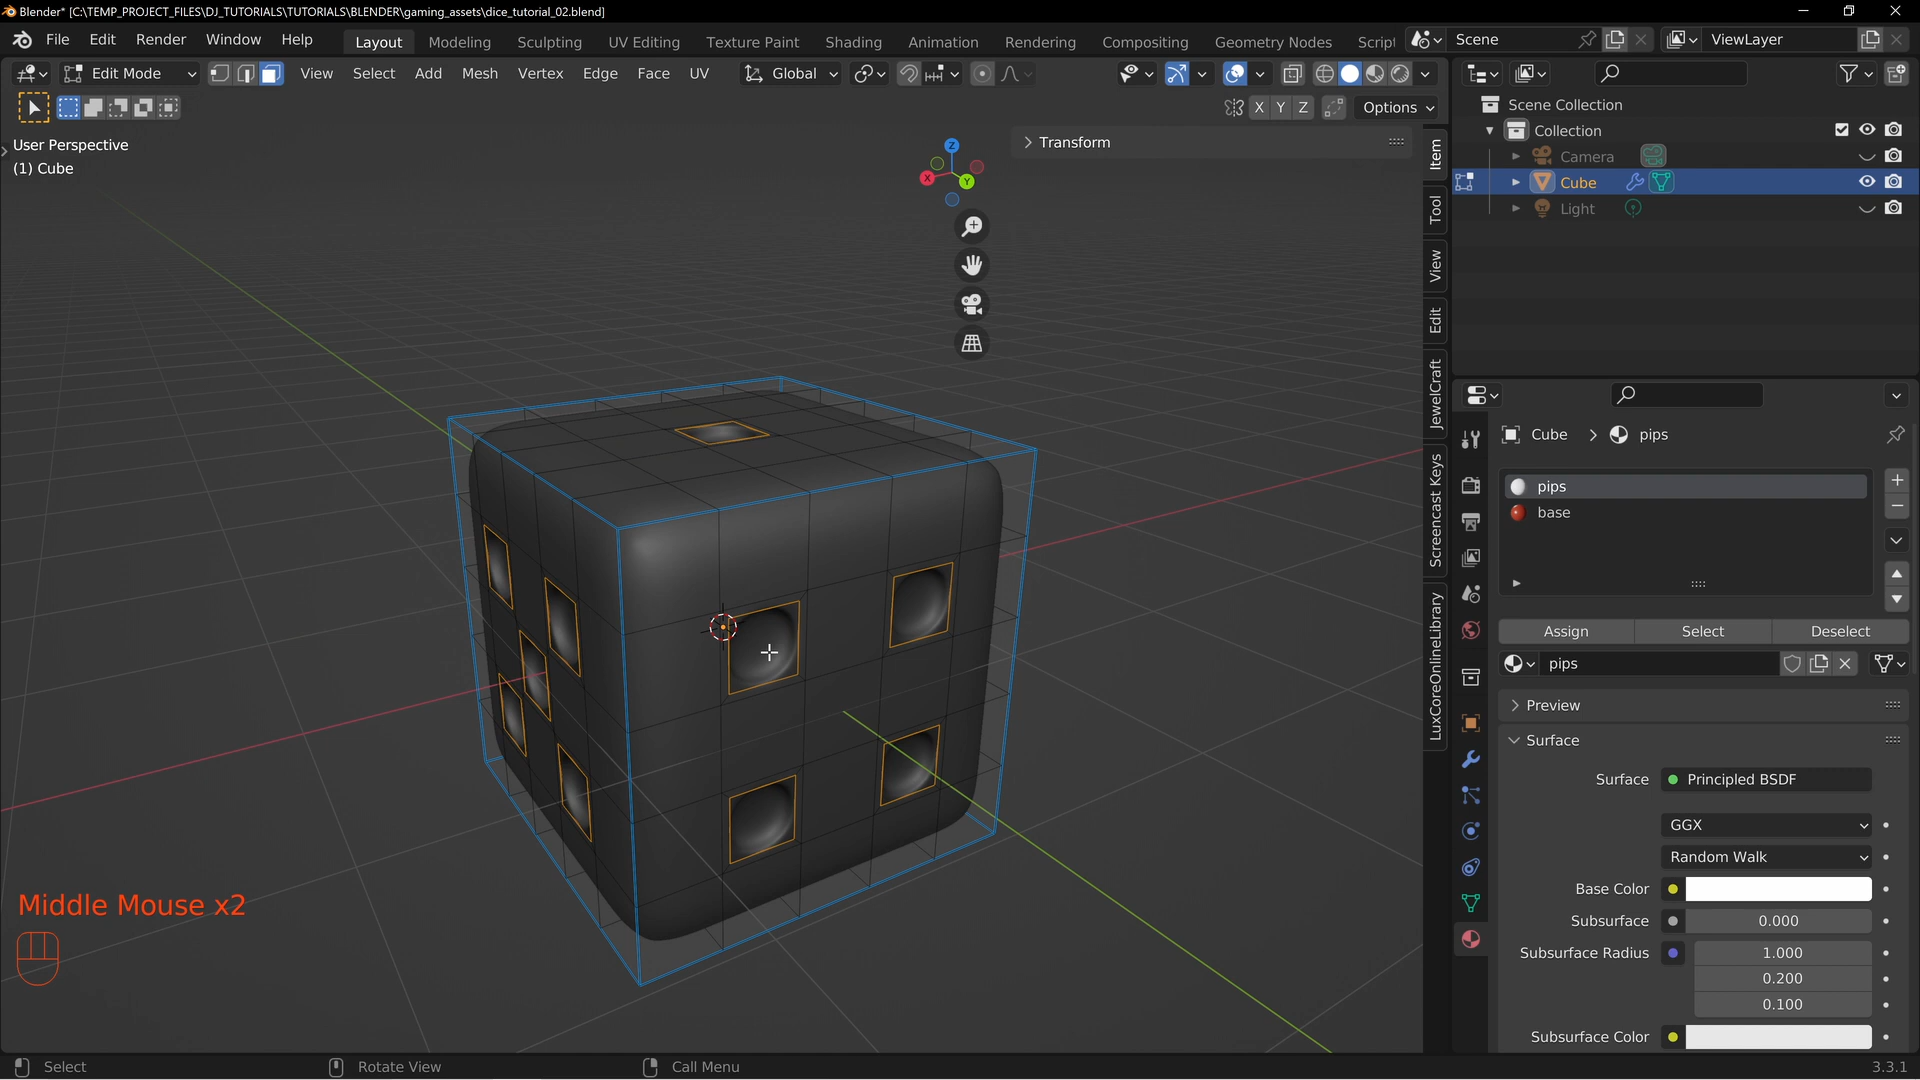 Blender* [C:\TEMP_PROJECT_FILES\DJ_TUTORIALS\TUTORIALS\BLENDER\gaming_assets\dice_tutorial_02.blend]
File Edit Render Window Help Layout Modeling Sculpting UV Editing Texture Paint Shading Animation Rendering Compositing Geometry Nodes Script Scene ViewLayer
Edit Mode View Select Add Mesh Vertex Edge Face UV Global
X Y Z Options
User Perspective
(1) Cube
Transform
Z
X
Y
Item
Tool
View
Edit
JewelCraft
Screencast Keys
LuxCoreOnlineLibrary
Scene Collection
Collection
Camera
Cube
Light
Cube > pips
pips
base
Assign Select Deselect
pips
Preview
Surface
Surface Principled BSDF
GGX
Random Walk
Base Color
Subsurface 0.000
Subsurface Radius 1.000
0.200
0.100
Subsurface Color
Middle Mouse x2
Select Rotate View Call Menu 3.3.1